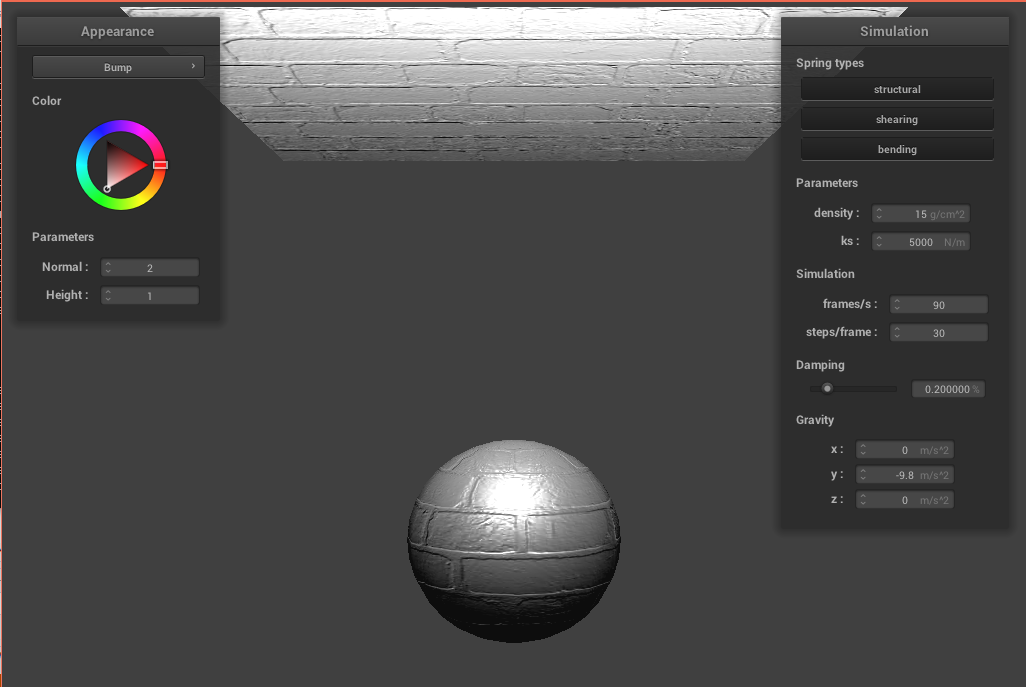 Appearance
Bump
Color
Parameters
Normal : 2
Height : 1
Simulation
Spring types
structural
shearing
bending
Parameters
density : 15 g/cm^2
ks : 5000 N/m
Simulation
frames/s : 90
steps/frame : 30
Damping
0.200000 %
Gravity
x : 0 m/s^2
y : -9.8 m/s^2
z : 0 m/s^2